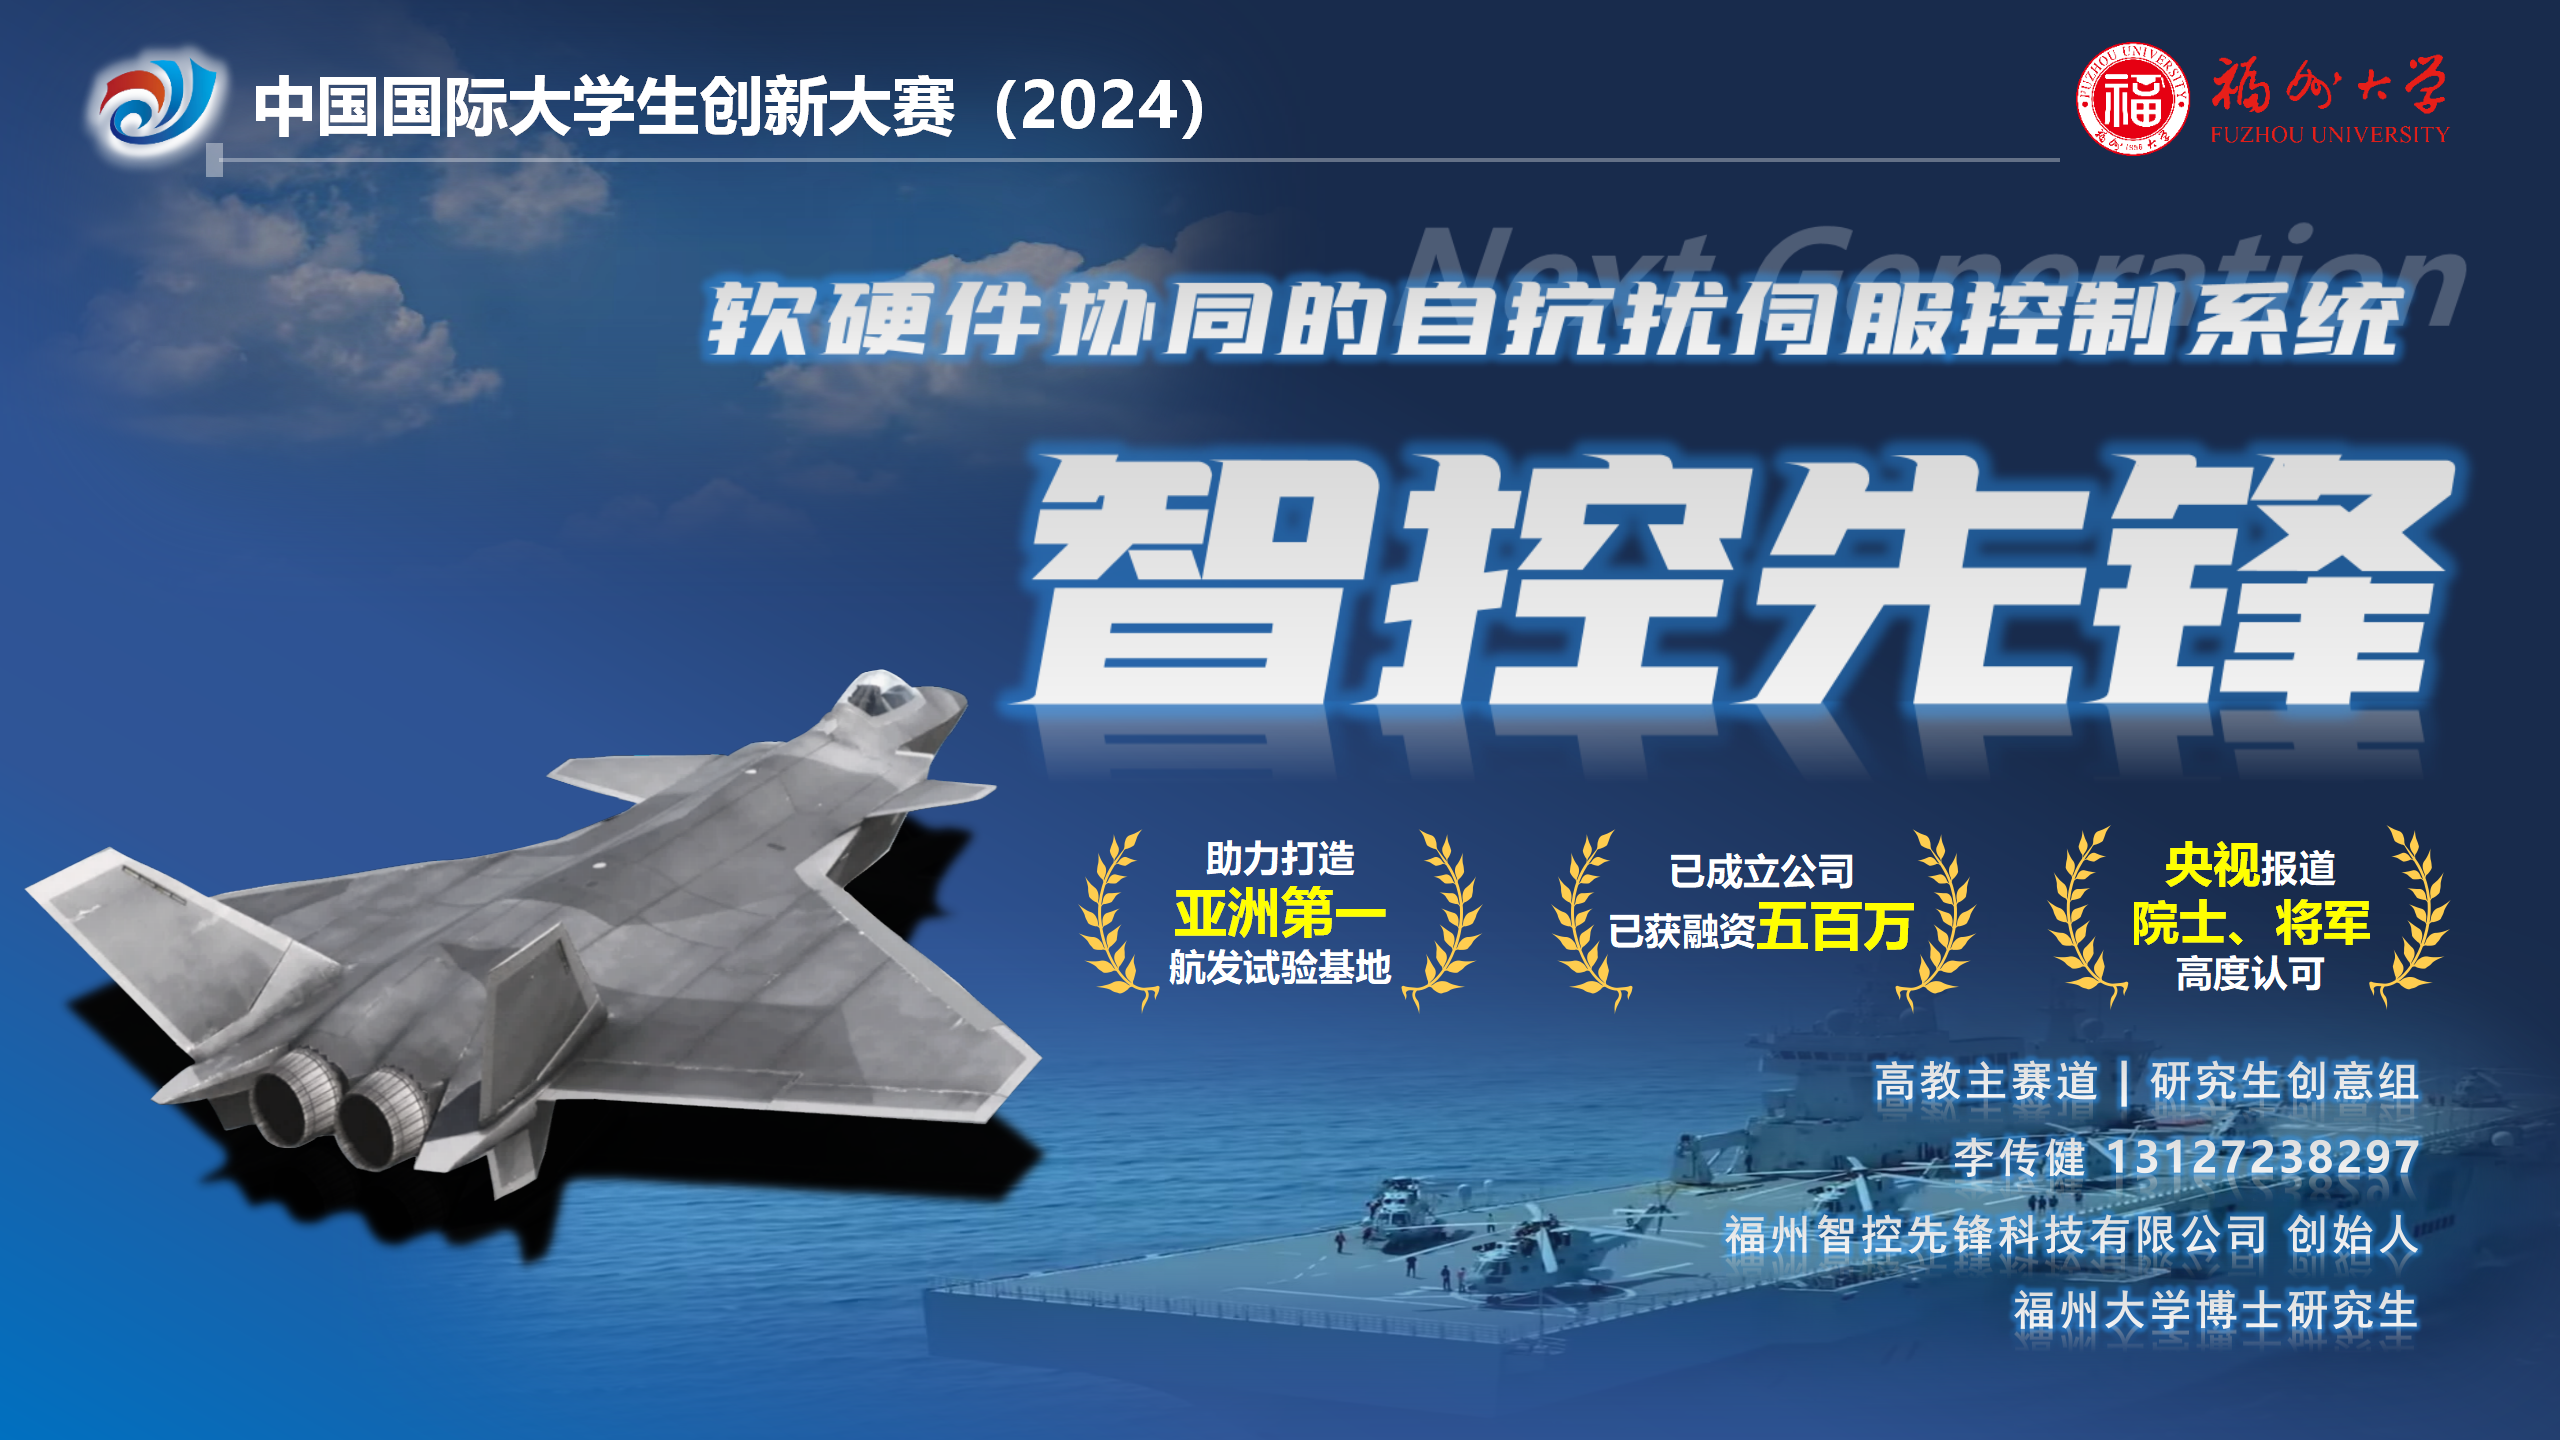 中国国际大学生创新大赛（2024）
福州大学
FUZHOU UNIVERSITY
Next Generation
软硬件协同的自抗扰伺服控制系统
智控先锋
助力打造
亚洲第一
航发试验基地
已成立公司
已获融资五百万
央视报道
院士、将军
高度认可
高教主赛道 | 研究生创意组
李传健 13127238297
福州智控先锋科技有限公司 创始人
福州大学博士研究生